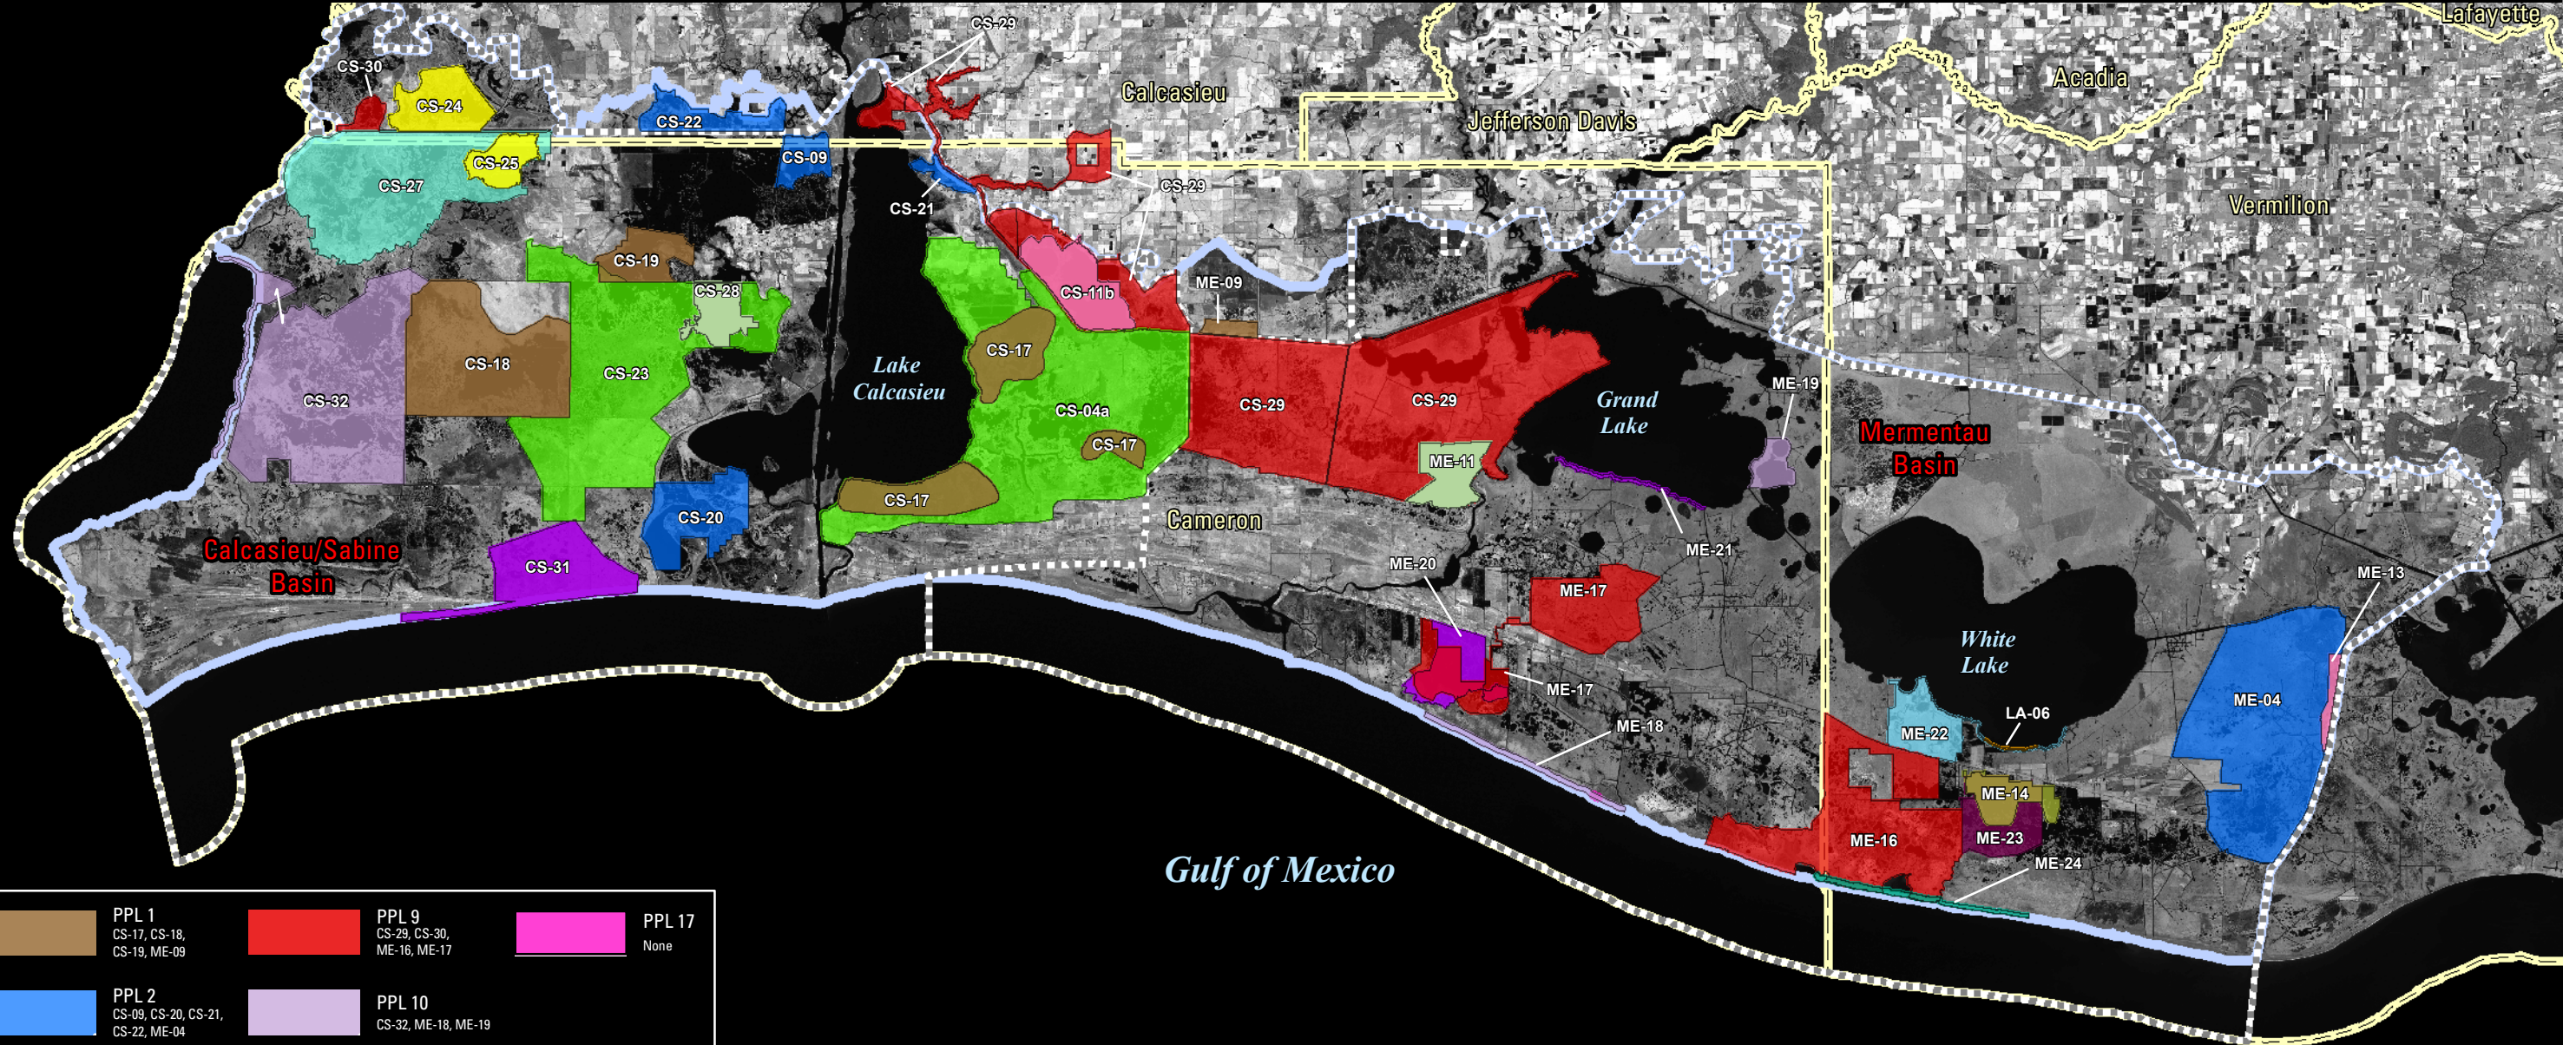 CS-29
Lafayette
CS-30
CS-24
Calcasieu
Acadia
CS-22
Jefferson Davis
CS-25
CS-09
CS-27
CS-21
CS-29
Vermilion
CS-19
CS-28
CS-11b
ME-09
CS-17
CS-18
CS-23
Lake
Calcasieu
CS-32
CS-04a
CS-29
CS-29
Grand
Lake
ME-19
Mermentau
Basin
CS-17
ME-11
CS-17
CS-20
Cameron
ME-21
Calcasieu/Sabine
Basin
CS-31
ME-20
ME-17
ME-13
White
Lake
ME-17
ME-04
ME-18
LA-06
ME-22
ME-14
ME-16
ME-23
ME-24
Gulf of Mexico
PPL 1
CS-17, CS-18,
CS-19, ME-09
PPL 9
CS-29, CS-30,
ME-16, ME-17
PPL 17
None
PPL 2
CS-09, CS-20, CS-21,
CS-22, ME-04
PPL 10
CS-32, ME-18, ME-19